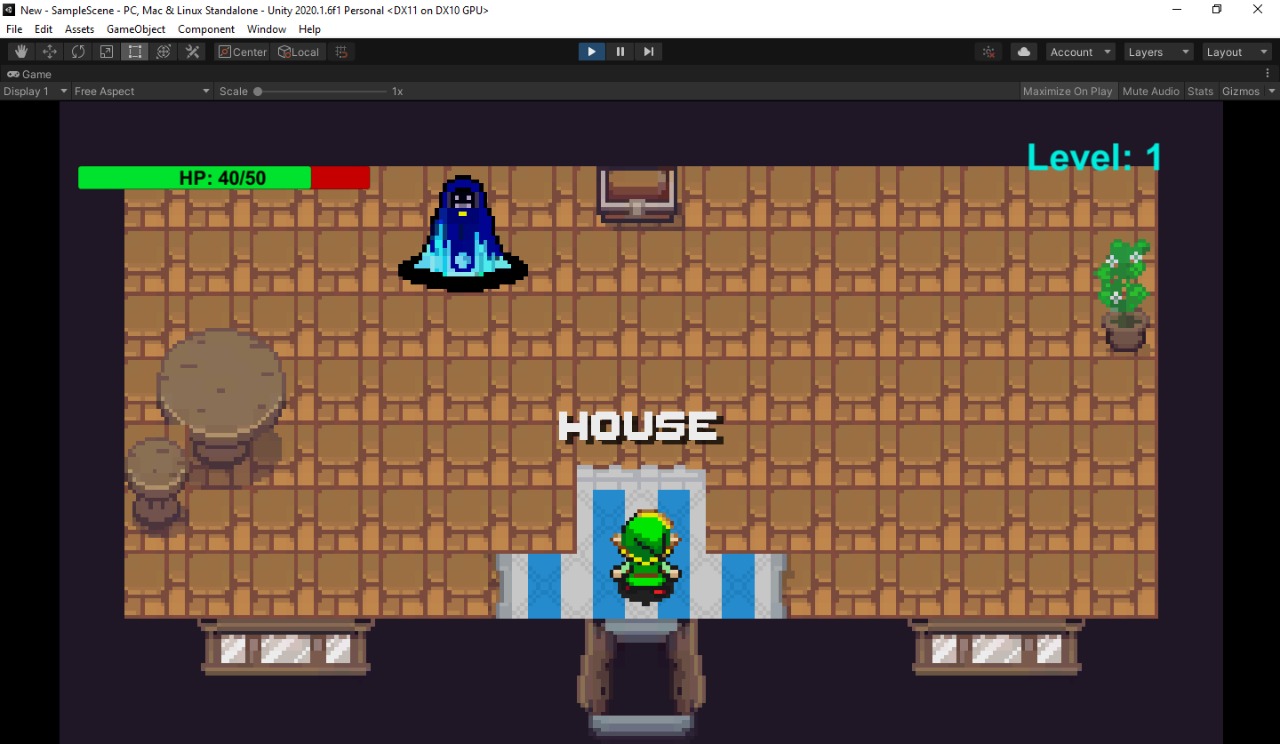 New - SampleScene - PC, Mac & Linux Standalone - Unity 2020.1.6f1 Personal <DX11 on DX10 GPU>
File Edit Assets GameObject Component Window Help
Center Local Account Layers Layout
Game
Display 1 Free Aspect Scale 1x Maximize On Play Mute Audio Stats Gizmos
Level: 1
HP: 40/50
HOUSE